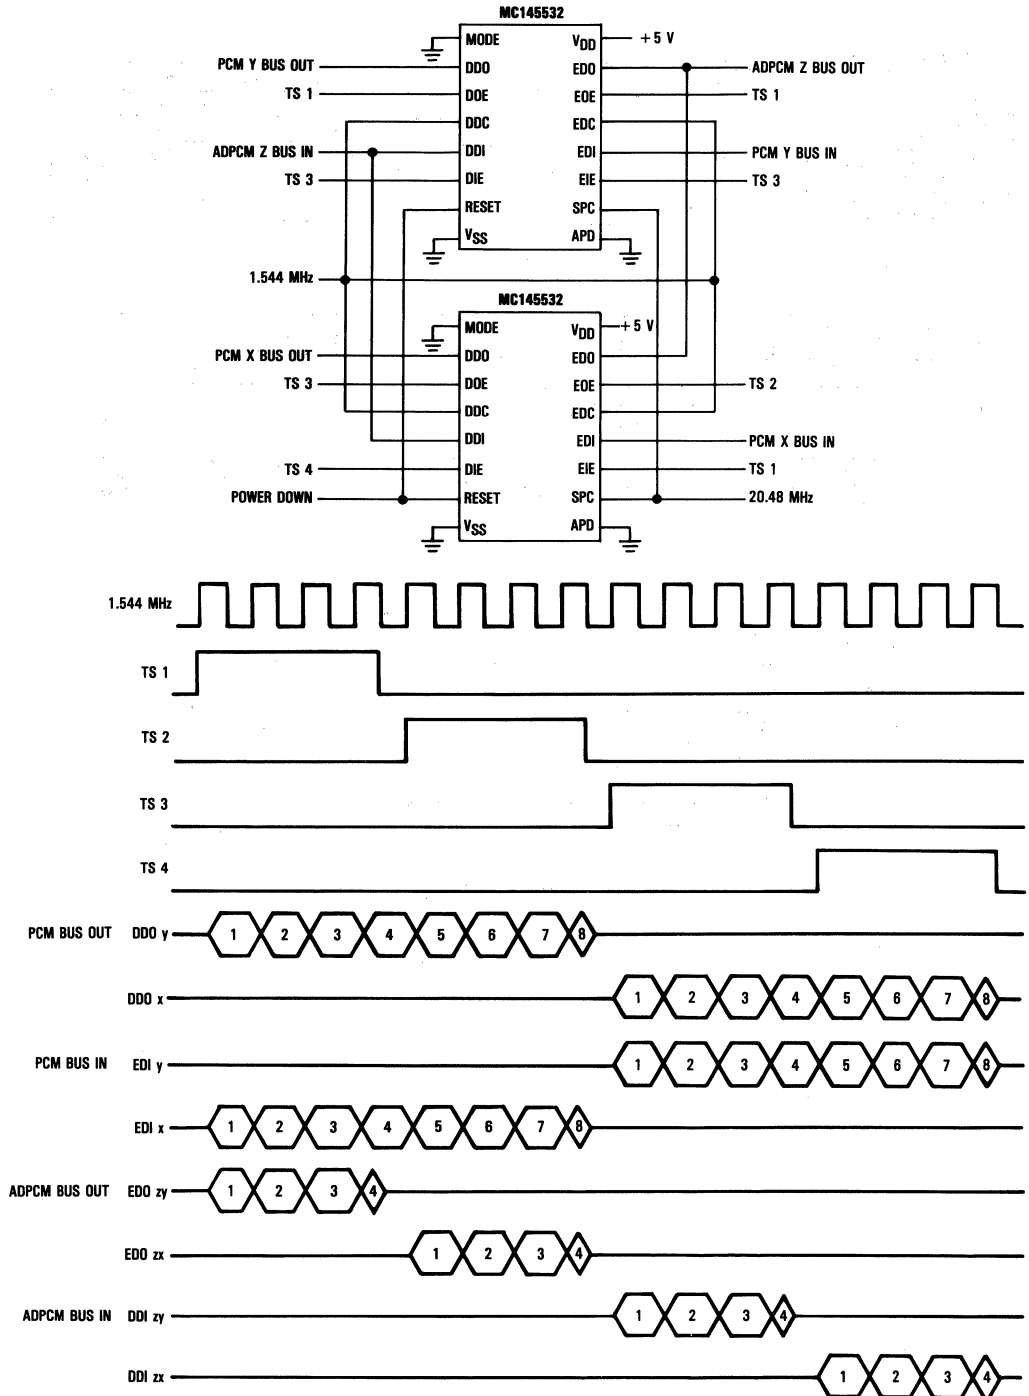 MC145532
MODE VDD + 5 V
PCM Y BUS OUT DDO EDO ADPCM Z BUS OUT
TS 1 DOE EOE TS 1
DDC EDC
ADPCM Z BUS IN DDI EDI PCM Y BUS IN
TS 3 DIE EIE TS 3
RESET SPC
VSS APD
1.544 MHz
MC145532
MODE VDD +5 V
PCM X BUS OUT DDO EDO
TS 3 DOE EOE TS 2
DDC EDC
DDI EDI PCM X BUS IN
TS 4 DIE EIE TS 1
POWER DOWN RESET SPC 20.48 MHz
VSS APD
1.544 MHz
TS 1
TS 2
TS 3
TS 4
PCM BUS OUT DDO y 1 2 3 4 5 6 7 8
DDO x 1 2 3 4 5 6 7 8
PCM BUS IN EDI y 1 2 3 4 5 6 7 8
EDI x 1 2 3 4 5 6 7 8
ADPCM BUS OUT EDO zy 1 2 3 4
EDO zx 1 2 3 4
ADPCM BUS IN DDI zy 1 2 3 4
DDI zx 1 2 3 4